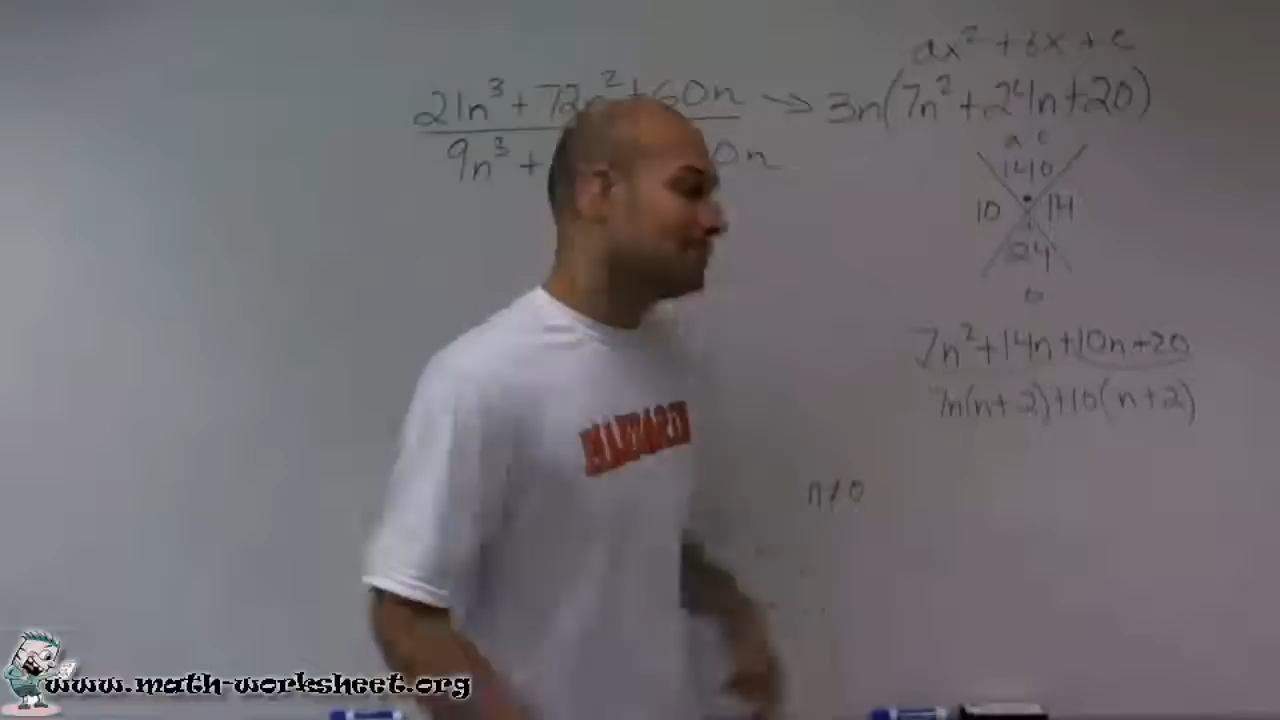 ax² + bx + c
21n³ + 72n² + 60n → 3n(7n² + 24n + 20)
9n³ + 0n
a c
140
10 14
24
7n² + 14n + 10n + 20
7n(n + 2) + 10(n + 2)
n ≠ 0
www.math-worksheet.org